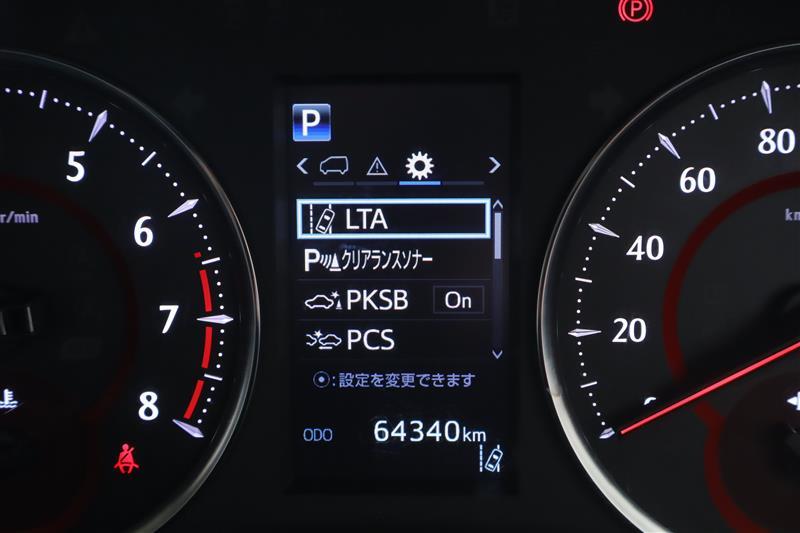 P
P
5
6
7
8
r/min
LTA
Pクリアランスソナー
PKSB On
PCS
:設定を変更できます
ODO 64340km
80
60
40
20